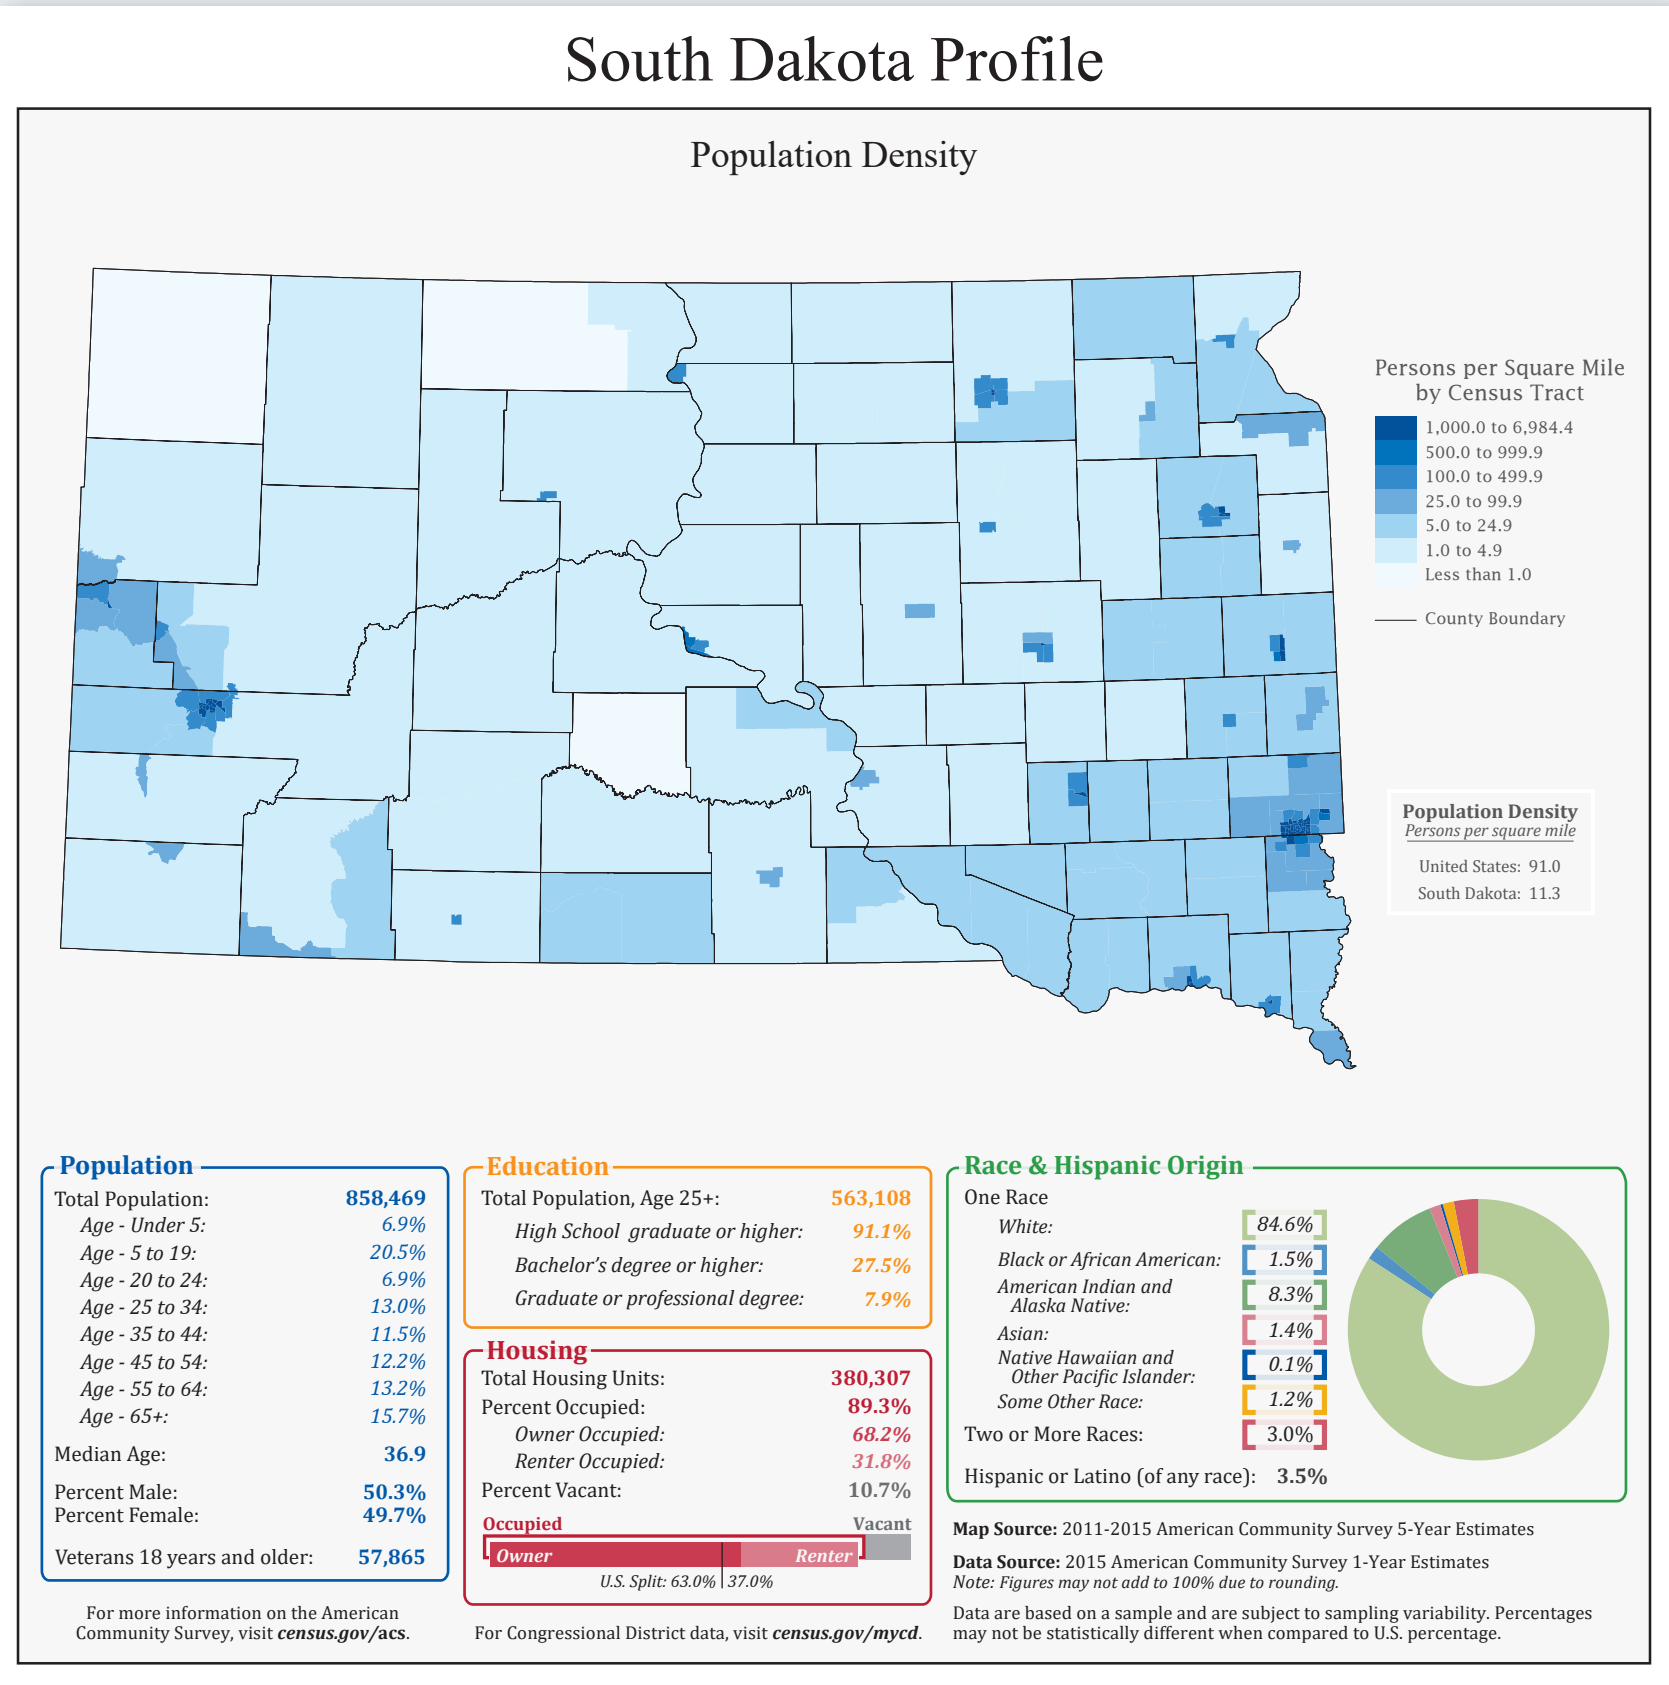 South Dakota Profile
Population Density
Persons per Square Mile
by Census Tract
1,000.0 to 6,984.4
500.0 to 999.9
100.0 to 499.9
25.0 to 99.9
5.0 to 24.9
1.0 to 4.9
Less than 1.0
County Boundary
Population Density
Persons per square mile
United States: 91.0
South Dakota: 11.3
Population
Total Population: 858,469
Age - Under 5: 6.9%
Age - 5 to 19: 20.5%
Age - 20 to 24: 6.9%
Age - 25 to 34: 13.0%
Age - 35 to 44: 11.5%
Age - 45 to 54: 12.2%
Age - 55 to 64: 13.2%
Age - 65+: 15.7%
Median Age: 36.9
Percent Male: 50.3%
Percent Female: 49.7%
Veterans 18 years and older: 57,865
For more information on the American
Community Survey, visit census.gov/acs.
Education
Total Population, Age 25+: 563,108
High School graduate or higher: 91.1%
Bachelor's degree or higher: 27.5%
Graduate or professional degree: 7.9%
Housing
Total Housing Units: 380,307
Percent Occupied: 89.3%
Owner Occupied: 68.2%
Renter Occupied: 31.8%
Percent Vacant: 10.7%
Occupied Vacant
Owner Renter
U.S. Split: 63.0% 37.0%
For Congressional District data, visit census.gov/mycd.
Race & Hispanic Origin
One Race
White: 84.6%
Black or African American: 1.5%
American Indian and
Alaska Native: 8.3%
Asian: 1.4%
Native Hawaiian and
Other Pacific Islander: 0.1%
Some Other Race: 1.2%
Two or More Races: 3.0%
Hispanic or Latino (of any race): 3.5%
Map Source: 2011-2015 American Community Survey 5-Year Estimates
Data Source: 2015 American Community Survey 1-Year Estimates
Note: Figures may not add to 100% due to rounding.
Data are based on a sample and are subject to sampling variability. Percentages
may not be statistically different when compared to U.S. percentage.